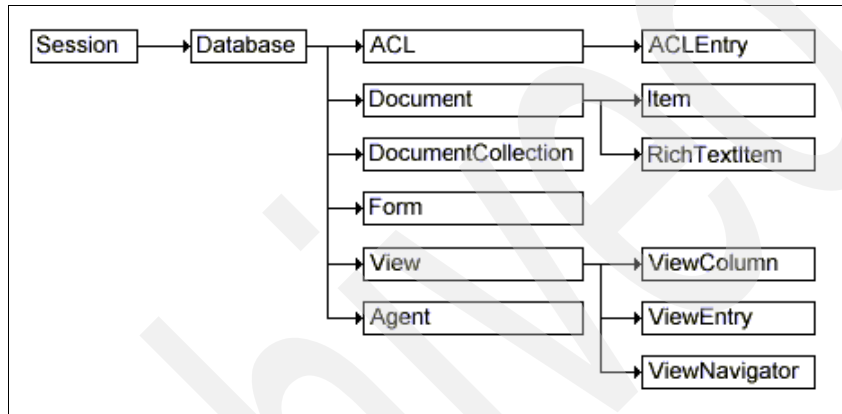 Session
Database
ACL
ACLEntry
Document
Item
DocumentCollection
RichTextItem
Form
View
ViewColumn
Agent
ViewEntry
ViewNavigator